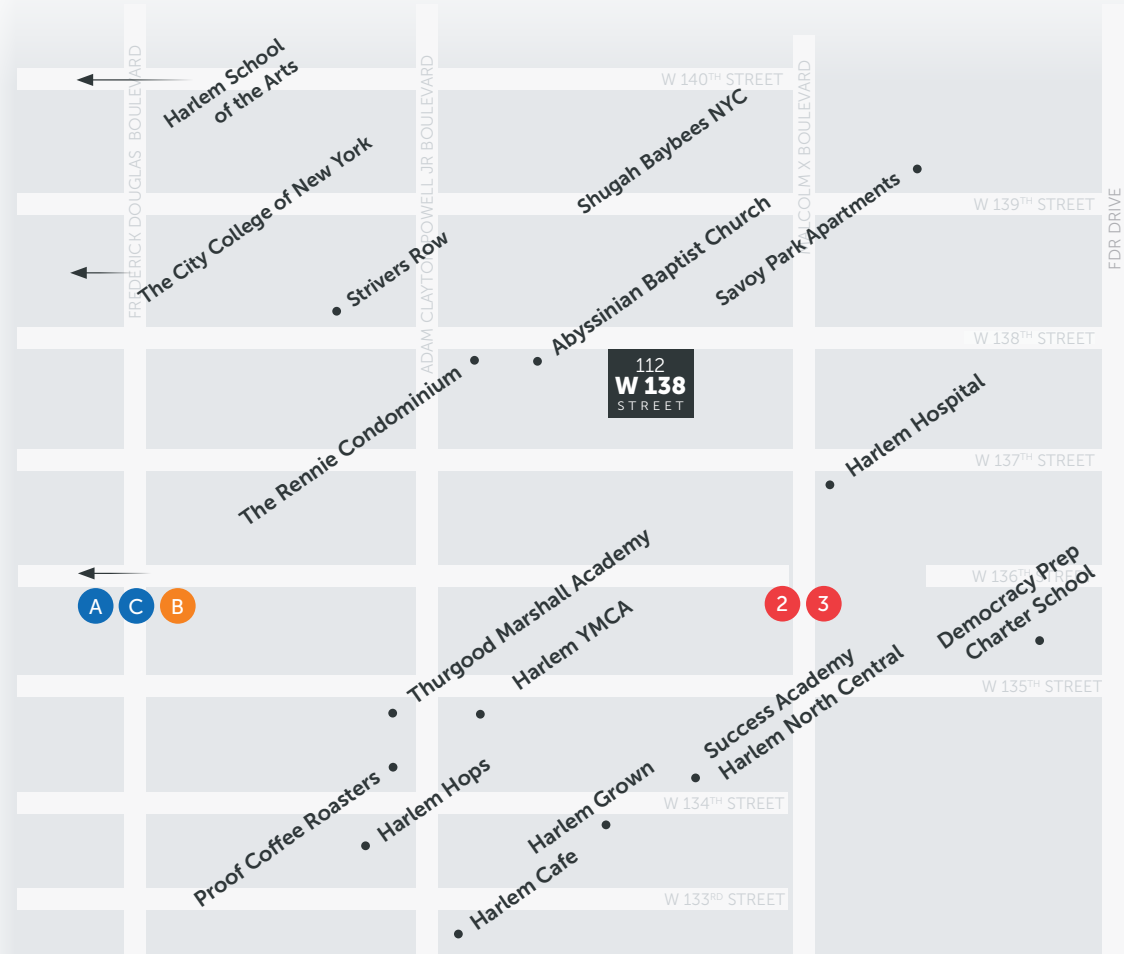 Harlem School
of the Arts
W 140TH STREET
FREDERICK DOUGLAS BOULEVARD
ADAM CLAYTON POWELL JR BOULEVARD
MALCOLM X BOULEVARD
FDR DRIVE
Shugah Baybees NYC
The City College of New York
Savoy Park Apartments
W 139TH STREET
Strivers Row
Abyssinian Baptist Church
W 138TH STREET
112
W 138
STREET
The Rennie Condominium
Harlem Hospital
W 137TH STREET
W 136TH STREET
A
C
B
2
3
Thurgood Marshall Academy
Harlem YMCA
Democracy Prep
Charter School
W 135TH STREET
Success Academy
Harlem North Central
Proof Coffee Roasters
Harlem Hops
Harlem Grown
W 134TH STREET
Harlem Cafe
W 133RD STREET